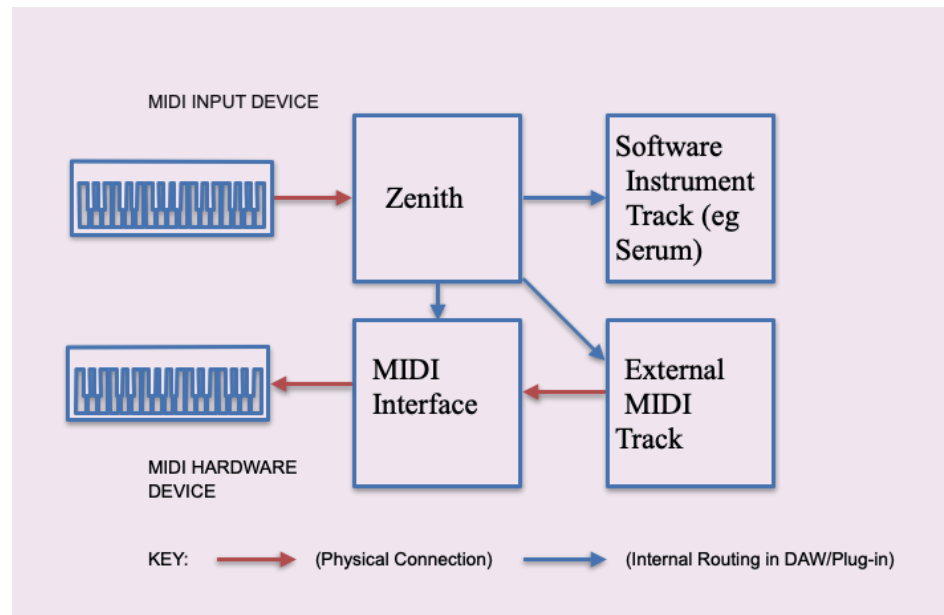 MIDI INPUT DEVICE
Zenith
Software
Instrument
Track (eg
Serum)
MIDI
Interface
External
MIDI
Track
MIDI HARDWARE
DEVICE
KEY: (Physical Connection) (Internal Routing in DAW/Plug-in)